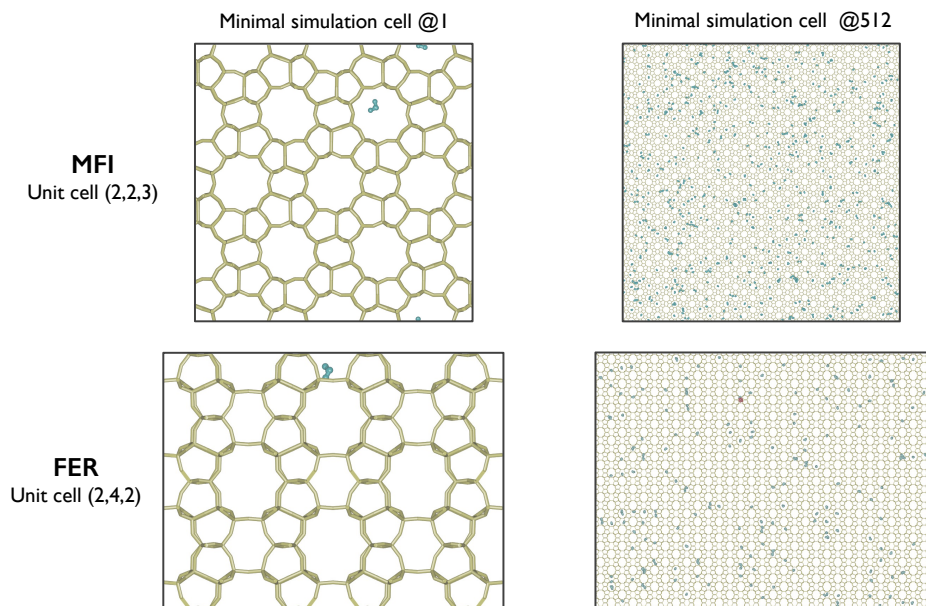 Minimal simulation cell @1
Minimal simulation cell @512
MFI
Unit cell (2,2,3)
FER
Unit cell (2,4,2)